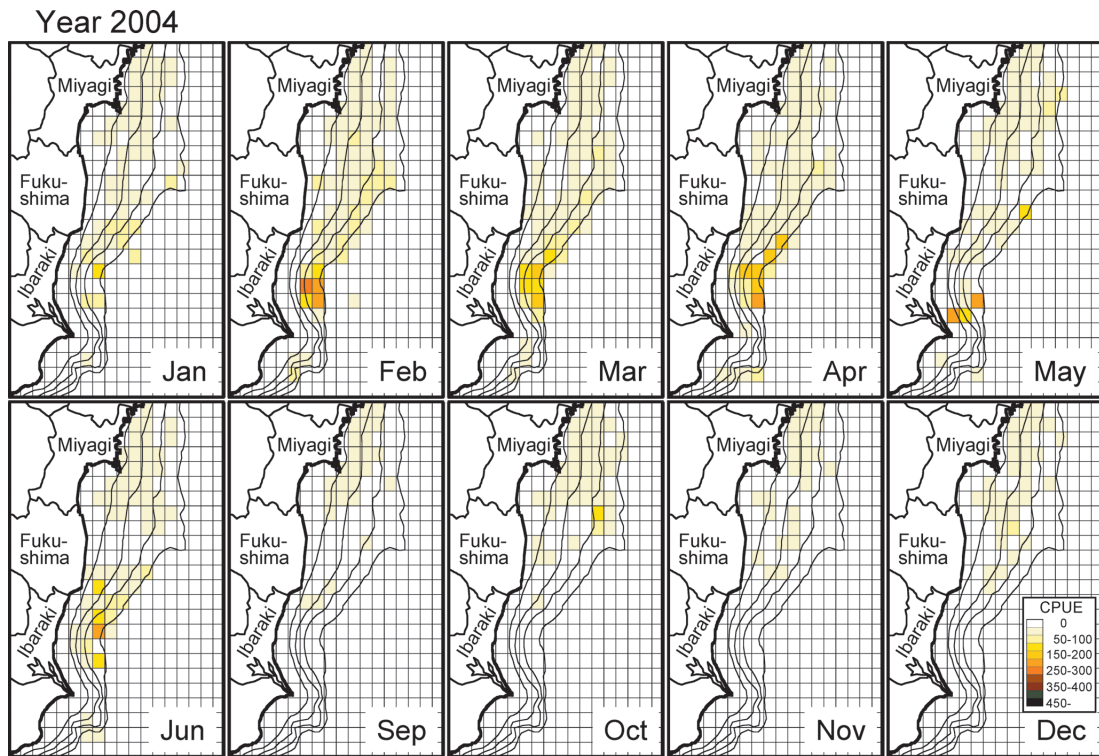 Year 2004
Miyagi
Fuku-
shima
Ibaraki
Jan
Miyagi
Fuku-
shima
Ibaraki
Feb
Miyagi
Fuku-
shima
Ibaraki
Mar
Miyagi
Fuku-
shima
Ibaraki
Apr
Miyagi
Fuku-
shima
Ibaraki
May
Miyagi
Fuku-
shima
Ibaraki
Jun
Miyagi
Fuku-
shima
Ibaraki
Sep
Miyagi
Fuku-
shima
Ibaraki
Oct
Miyagi
Fuku-
shima
Ibaraki
Nov
Miyagi
Fuku-
shima
Ibaraki
Dec
CPUE
0
50-100
150-200
250-300
350-400
450-